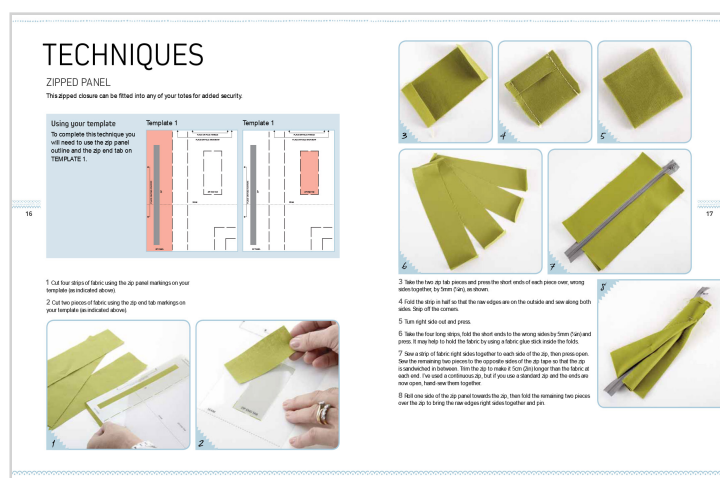 TECHNIQUES
ZIPPED PANEL
This zipped closure can be fitted into any of your totes for added security.
Using your template
To complete this technique you
will need to use the zip panel
outline and the zip end tab on
TEMPLATE 1.
Template 1
Template 1
16
1 Cut four strips of fabric using the zip panel markings on your
template (as indicated above).
2 Cut two pieces of fabric using the zip end tab markings on
your template (as indicated above).
1
2
3
4
5
6
7
17
3 Take the two zip tab pieces and press the short ends of each piece over, wrong
sides together, by 5mm (¼in), as shown.
4 Fold the strip in half so that the raw edges are on the outside and sew along both
sides. Snip off the corners.
5 Turn right side out and press.
6 Take the four long strips, fold the short ends to the wrong sides by 5mm (¼in) and
press. It may help to hold the fabric by using a fabric glue stick inside the folds.
7 Sew a strip of fabric right sides together to each side of the zip, then press open.
Sew the remaining two pieces to the opposite sides of the zip tape so that the zip
is sandwiched in between. Trim the zip to make it 5cm (2in) longer than the fabric at
each end. I've used a continuous zip, but if you use a standard zip and the ends are
now open, hand-sew them together.
8 Roll one side of the zip panel towards the zip, then fold the remaining two pieces
over the zip to bring the raw edges right sides together and pin.
8